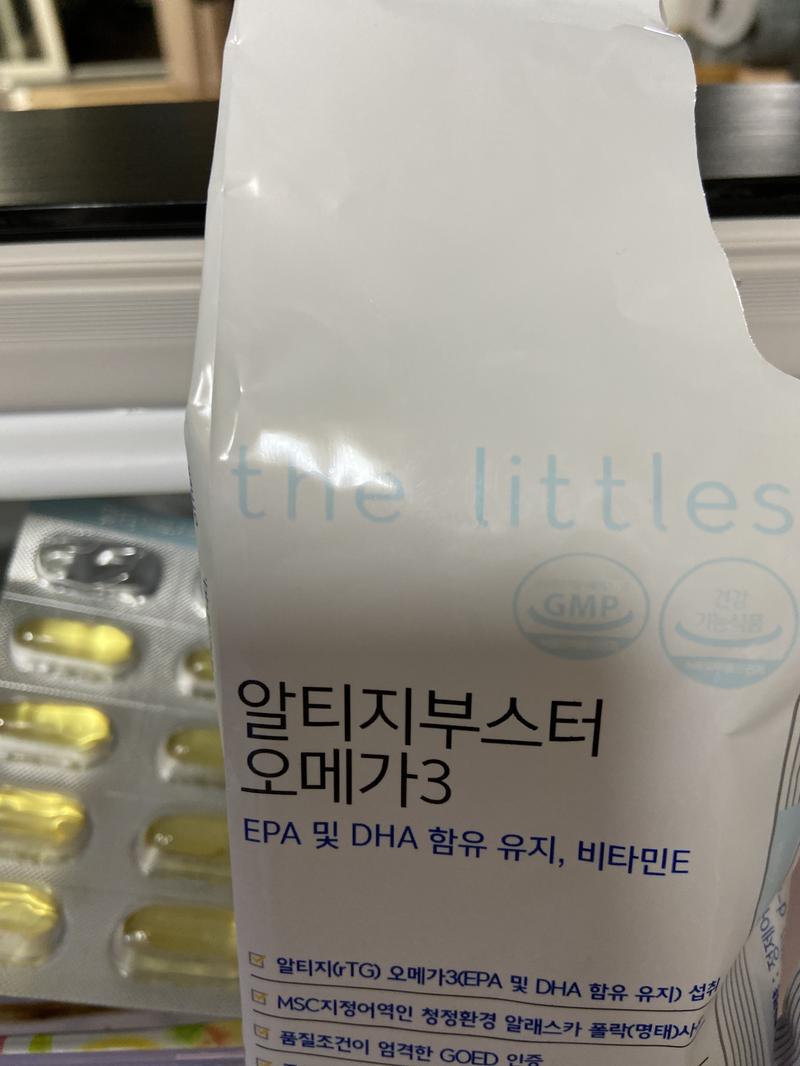 the littles
GMP
건강
기능식품
알티지부스터
오메가3
EPA 및 DHA 함유 유지, 비타민E
알티지(rTG) 오메가3(EPA 및 DHA 함유 유지) 섭취
MSC지정어역인 청정환경 알래스카 폴락(명태)사
품질조건이 엄격한 GOED 인증